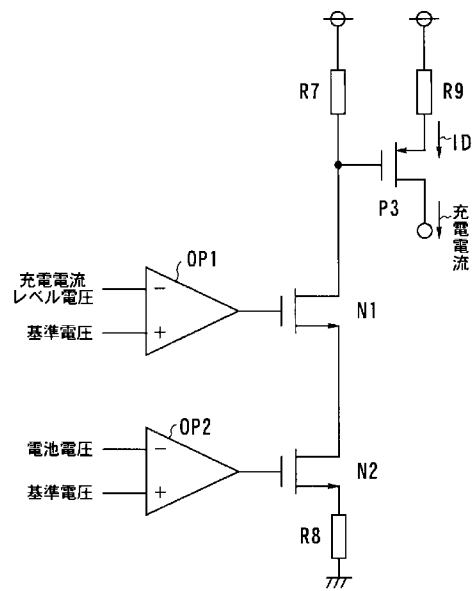 R7
R9
ID
P3
充電電流
OP1
充電電流
レベル電圧
−
基準電圧
+
N1
OP2
電池電圧
−
基準電圧
+
N2
R8